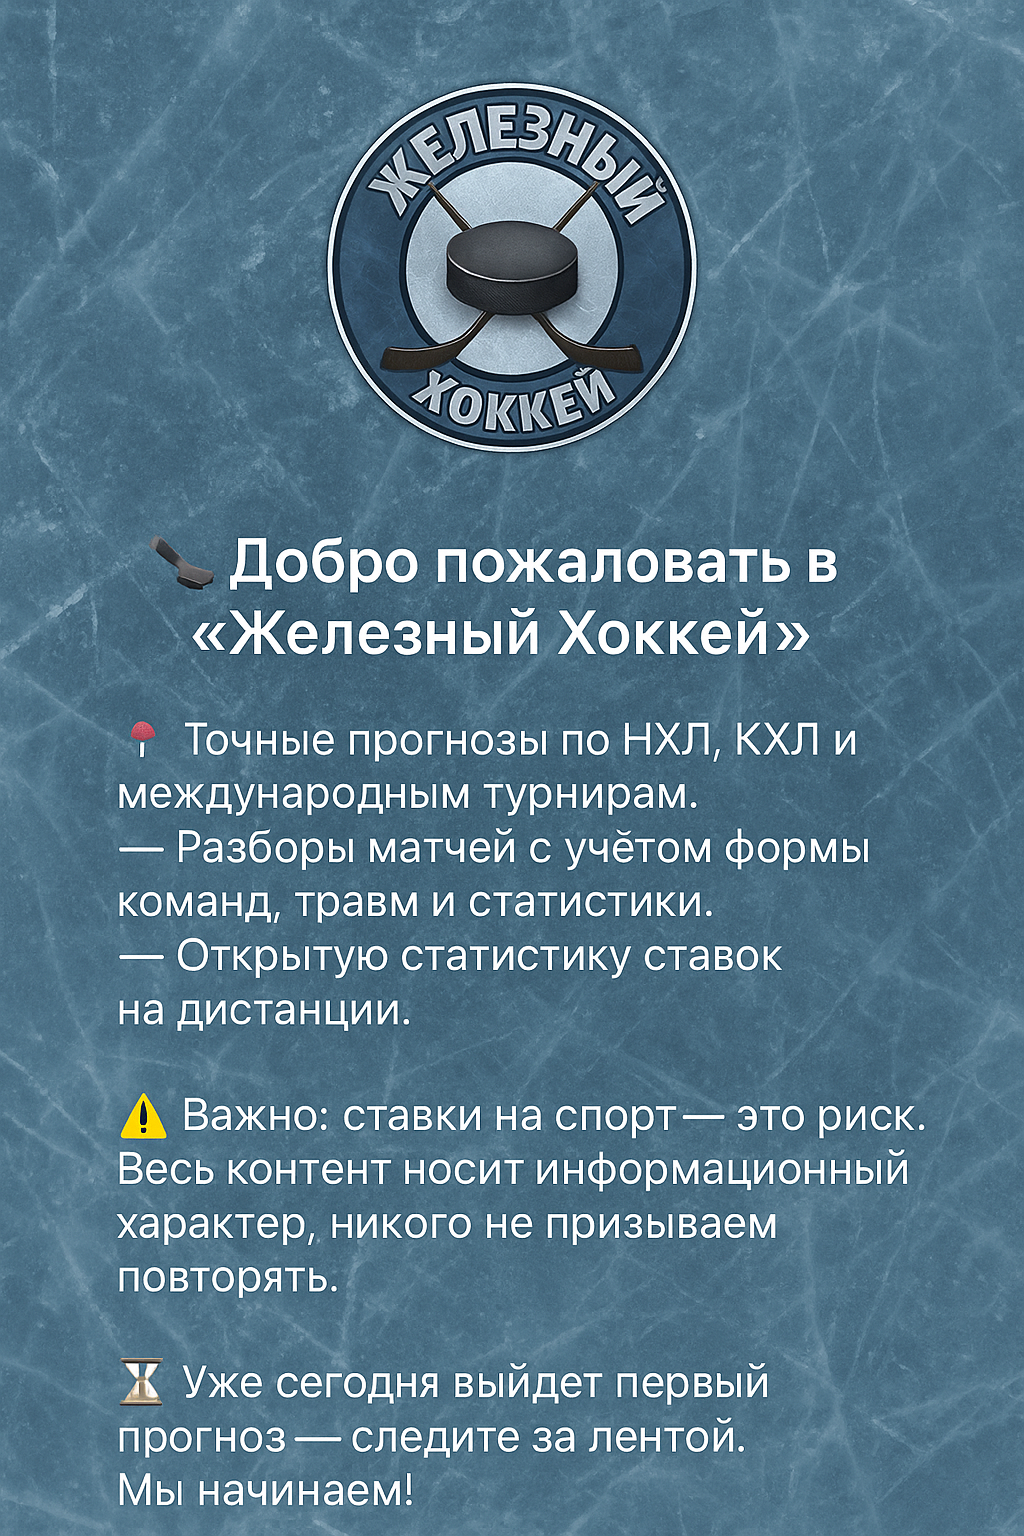 ЖЕЛЕЗНЫЙ
ХОККЕЙ
Добро пожаловать в
«Железный Хоккей»
📍 Точные прогнозы по НХЛ, КХЛ и
международным турнирам.
— Разборы матчей с учётом формы
команд, травм и статистики.
— Открытую статистику ставок
на дистанции.
⚠️ Важно: ставки на спорт — это риск.
Весь контент носит информационный
характер, никого не призываем
повторять.
⏳ Уже сегодня выйдет первый
прогноз — следите за лентой.
Мы начинаем!